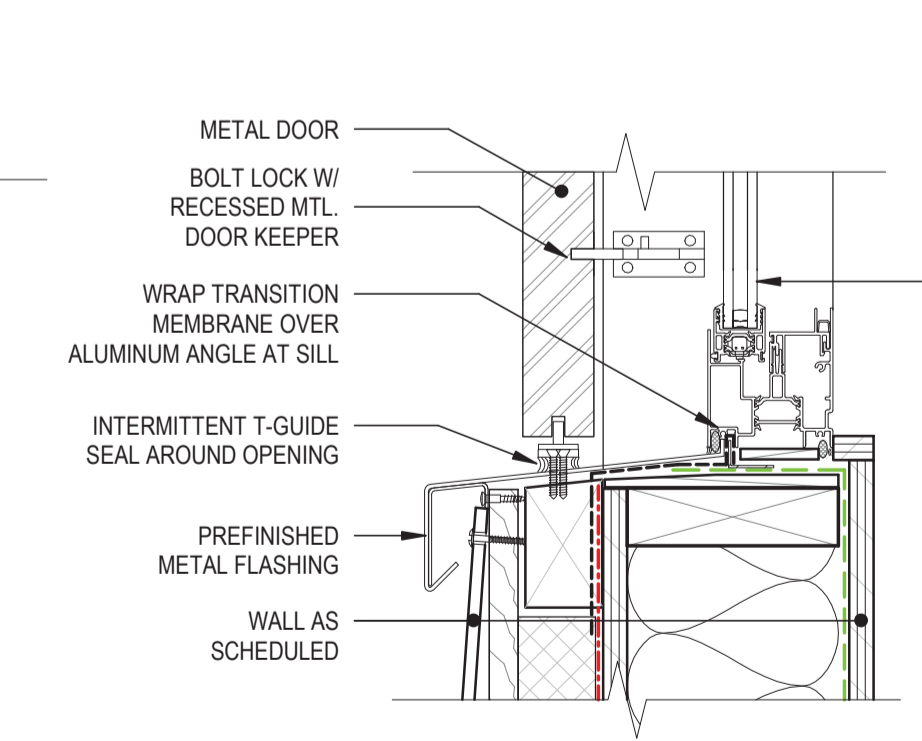 METAL DOOR
BOLT LOCK W/
RECESSED MTL.
DOOR KEEPER
WRAP TRANSITION
MEMBRANE OVER
ALUMINUM ANGLE AT SILL
INTERMITTENT T-GUIDE
SEAL AROUND OPENING
PREFINISHED
METAL FLASHING
WALL AS
SCHEDULED